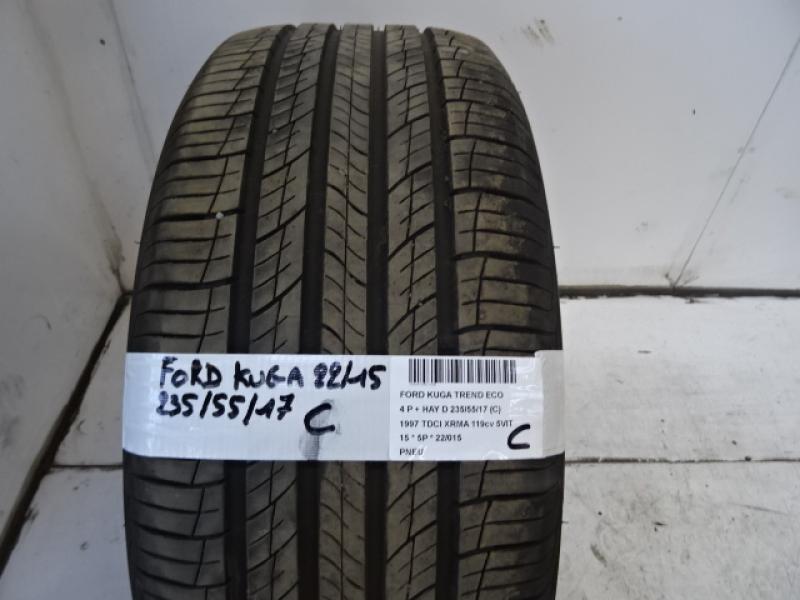 FORD KUGA 22/15
235/55/17 C
FORD KUGA TREND ECO
4 P + HAY D 235/55/17 (C)
1997 TDCI XRMA 119cv 5VIT
15 * 5P * 22/015
PNEU
C